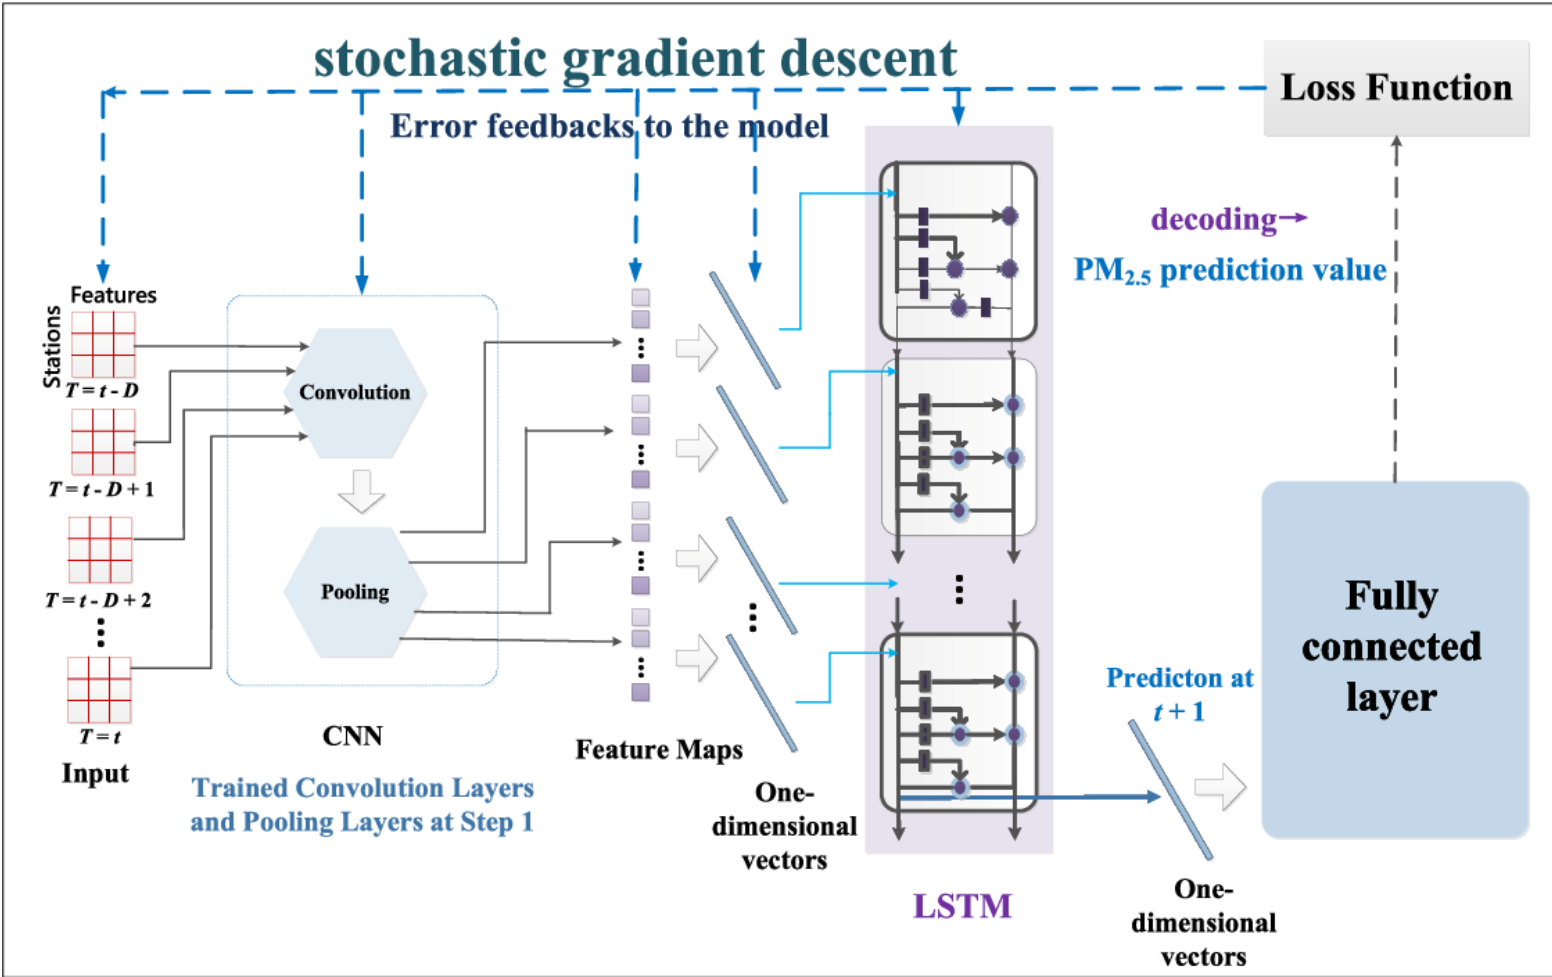 stochastic gradient descent
Loss Function
Error feedbacks to the model
decoding→
PM2.5 prediction value
Features
Stations
T = t - D
T = t - D + 1
T = t - D + 2
T = t
Input
Convolution
Pooling
CNN
Trained Convolution Layers
and Pooling Layers at Step 1
Feature Maps
One-
dimensional
vectors
LSTM
Predicton at
t + 1
One-
dimensional
vectors
Fully
connected
layer